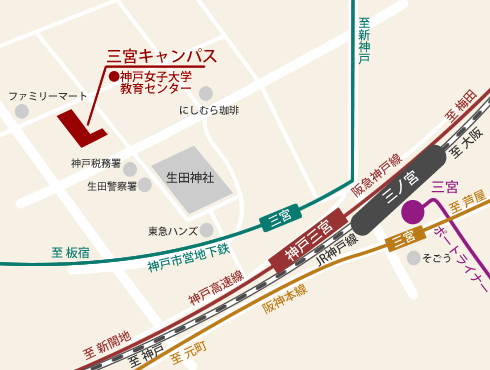 至 新神戸
三宮キャンパス
神戸女子大学
教育センター
ファミリーマート
にしむら珈琲
至 梅田
至 大阪
神戸税務署
生田警察署
生田神社
阪急神戸線
三ノ宮
三宮
至 芦屋
東急ハンズ
三宮
神戸三宮
三宮
ポートライナー
至 板宿
神戸市営地下鉄
JR神戸線
そごう
神戸高速線
阪神本線
至 新開地
至 神戸
至 元町